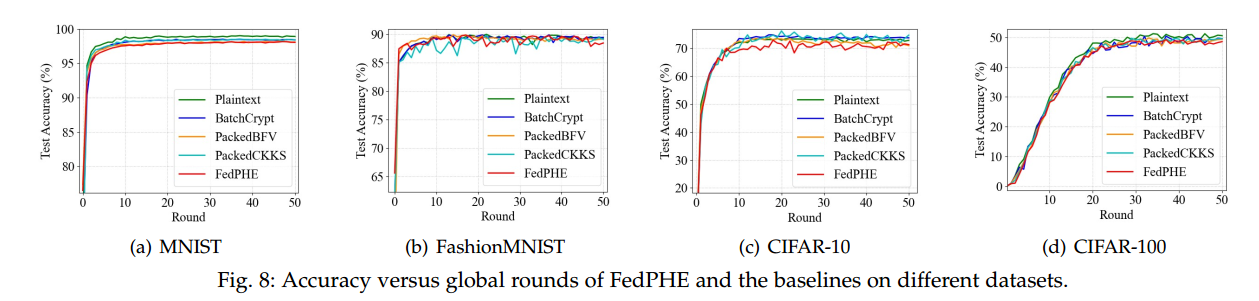 100
95
90
85
80
Test Accuracy (%)
0 10 20 30 40 50
Round
Plaintext
BatchCrypt
PackedBFV
PackedCKKS
FedPHE
(a) MNIST
90
85
80
75
70
65
Test Accuracy (%)
0 10 20 30 40 50
Round
Plaintext
BatchCrypt
PackedBFV
PackedCKKS
FedPHE
(b) FashionMNIST
70
60
50
40
30
20
Test Accuracy (%)
0 10 20 30 40 50
Round
Plaintext
BatchCrypt
PackedBFV
PackedCKKS
FedPHE
(c) CIFAR-10
50
40
30
20
10
0
Test Accuracy (%)
10 20 30 40 50
Round
Plaintext
BatchCrypt
PackedBFV
PackedCKKS
FedPHE
(d) CIFAR-100
Fig. 8: Accuracy versus global rounds of FedPHE and the baselines on different datasets.